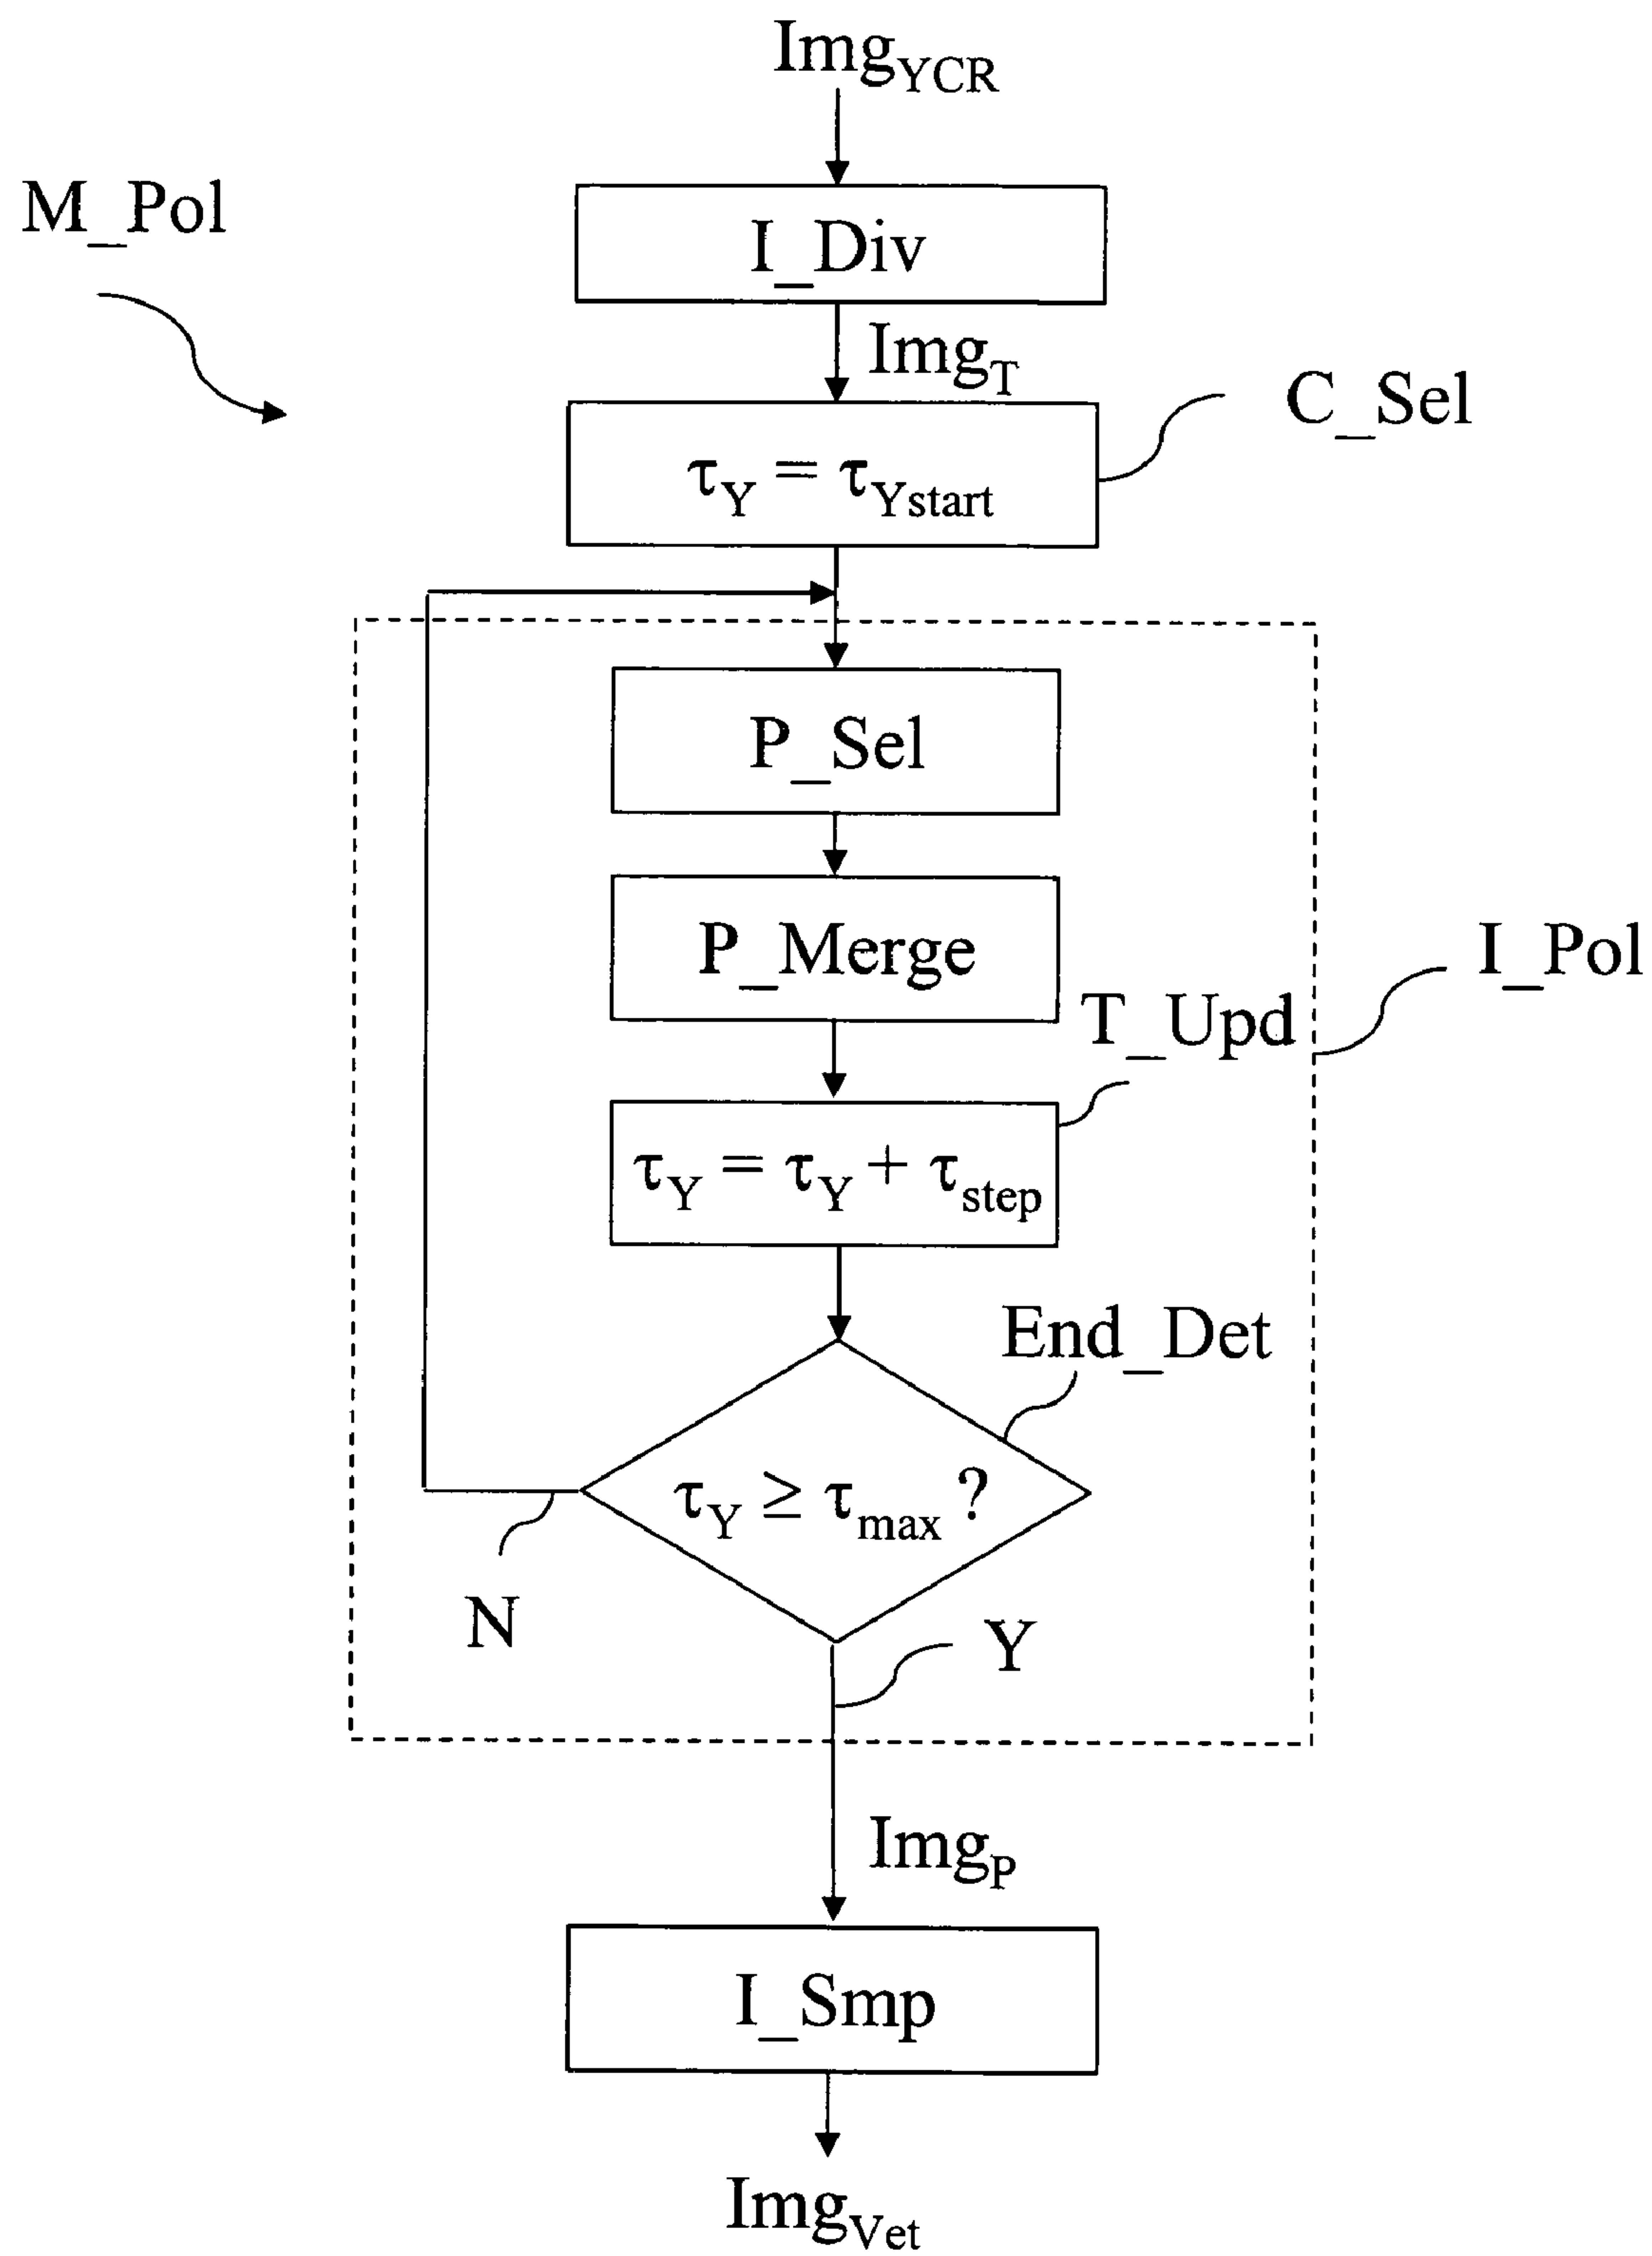 Img_YCR
M_Pol
I_Div
Img_T
C_Sel
τ_Y = τ_Ystart
P_Sel
P_Merge
I_Pol
T_Upd
τ_Y = τ_Y + τ_step
End_Det
τ_Y ≥ τ_max ?
N
Y
Img_P
I_Smp
Img_Vet